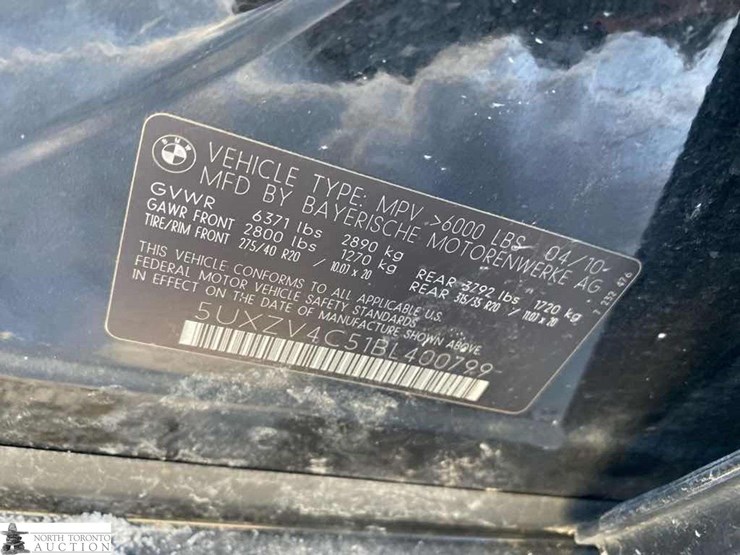 BMW
VEHICLE TYPE: MPV >6000 LBS 04/10
MFD BY BAYERISCHE MOTORENWERKE AG
GVWR 6371 lbs 2890 kg
GAWR FRONT 2800 lbs 1270 kg REAR 3792 lbs 1720 kg
TIRE/RIM FRONT 275/40 R20 / 10.0J x 20 REAR 315/35 R20 / 11.0J x 20
THIS VEHICLE CONFORMS TO ALL APPLICABLE U.S.
FEDERAL MOTOR VEHICLE SAFETY STANDARDS
IN EFFECT ON THE DATE OF MANUFACTURE SHOWN ABOVE
5UXZV4C51BL400799
NORTH TORONTO
AUCTION